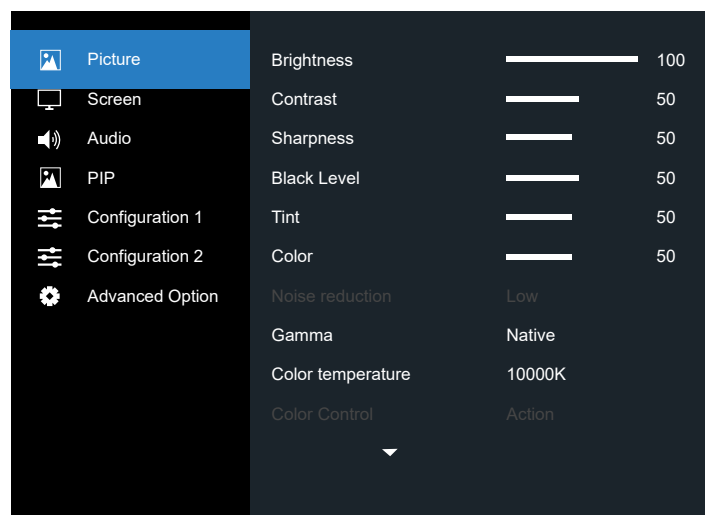 Picture
Screen
Audio
PIP
Configuration 1
Configuration 2
Advanced Option
Brightness 100
Contrast 50
Sharpness 50
Black Level 50
Tint 50
Color 50
Noise reduction Low
Gamma Native
Color temperature 10000K
Color Control Action